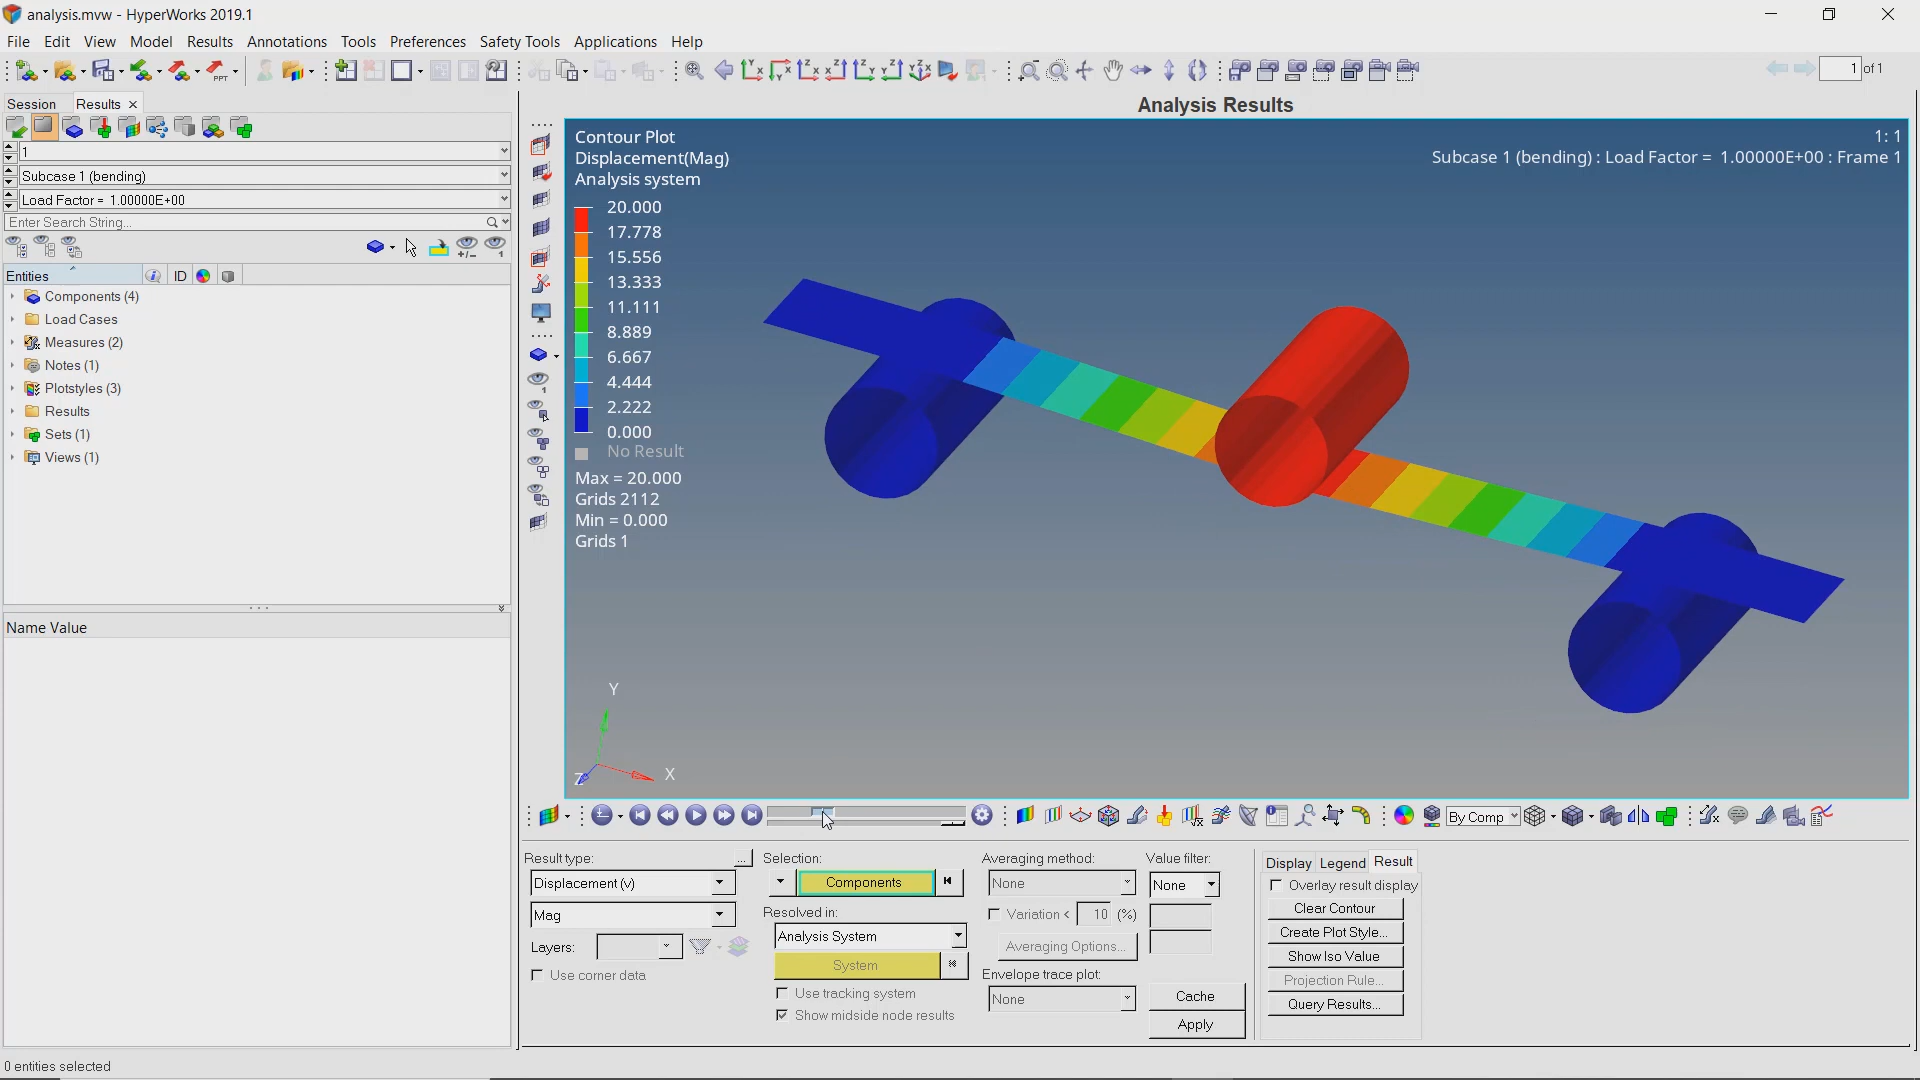 analysis.mvw - HyperWorks 2019.1
File Edit View Model Results Annotations Tools Preferences Safety Tools Applications Help
1 of 1
Session Results
Analysis Results
1
Subcase 1 (bending)
Load Factor = 1.00000E+00
Enter Search String...
Entities ID
Components (4)
Load Cases
Measures (2)
Notes (1)
Plotstyles (3)
Results
Sets (1)
Views (1)
Name Value
Contour Plot
Displacement(Mag)
Analysis system
20.000
17.778
15.556
13.333
11.111
8.889
6.667
4.444
2.222
0.000
No Result
Max = 20.000
Grids 2112
Min = 0.000
Grids 1
1: 1
Subcase 1 (bending) : Load Factor = 1.00000E+00 : Frame 1
Y
X
Z
By Comp
Result type: ...
Displacement (v)
Mag
Layers:
Use corner data
Selection:
Components
Resolved in:
Analysis System
System
Use tracking system
Show midside node results
Averaging method:
None
Variation < 10 (%)
Averaging Options...
Envelope trace plot:
None
Value filter:
None
Cache
Apply
Display Legend Result
Overlay result display
Clear Contour
Create Plot Style...
Show Iso Value
Projection Rule...
Query Results...
0 entities selected